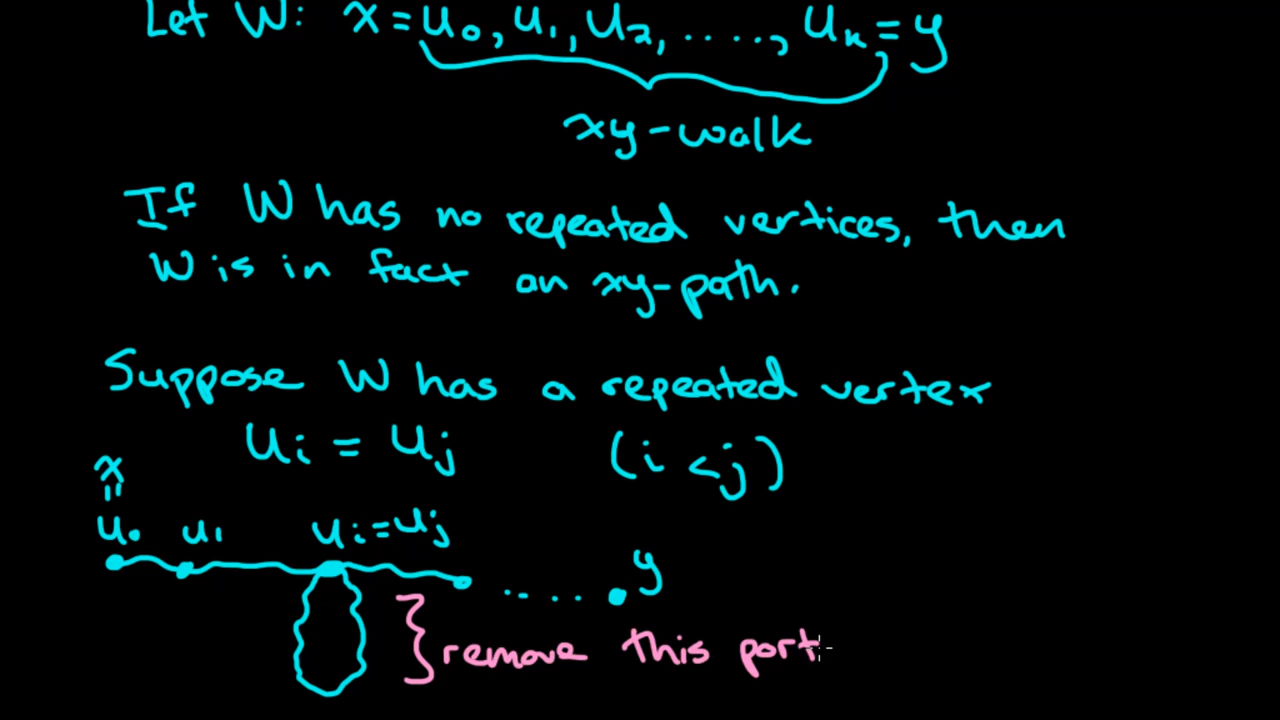 Let W: x = u₀, u₁, u₂, ...., uₖ = y
xy-walk
If W has no repeated vertices, then
W is in fact an xy-path.
Suppose W has a repeated vertex
uᵢ = uⱼ (i < j)
x
=
u₀ u₁ uᵢ = uⱼ
.... y
} remove this part